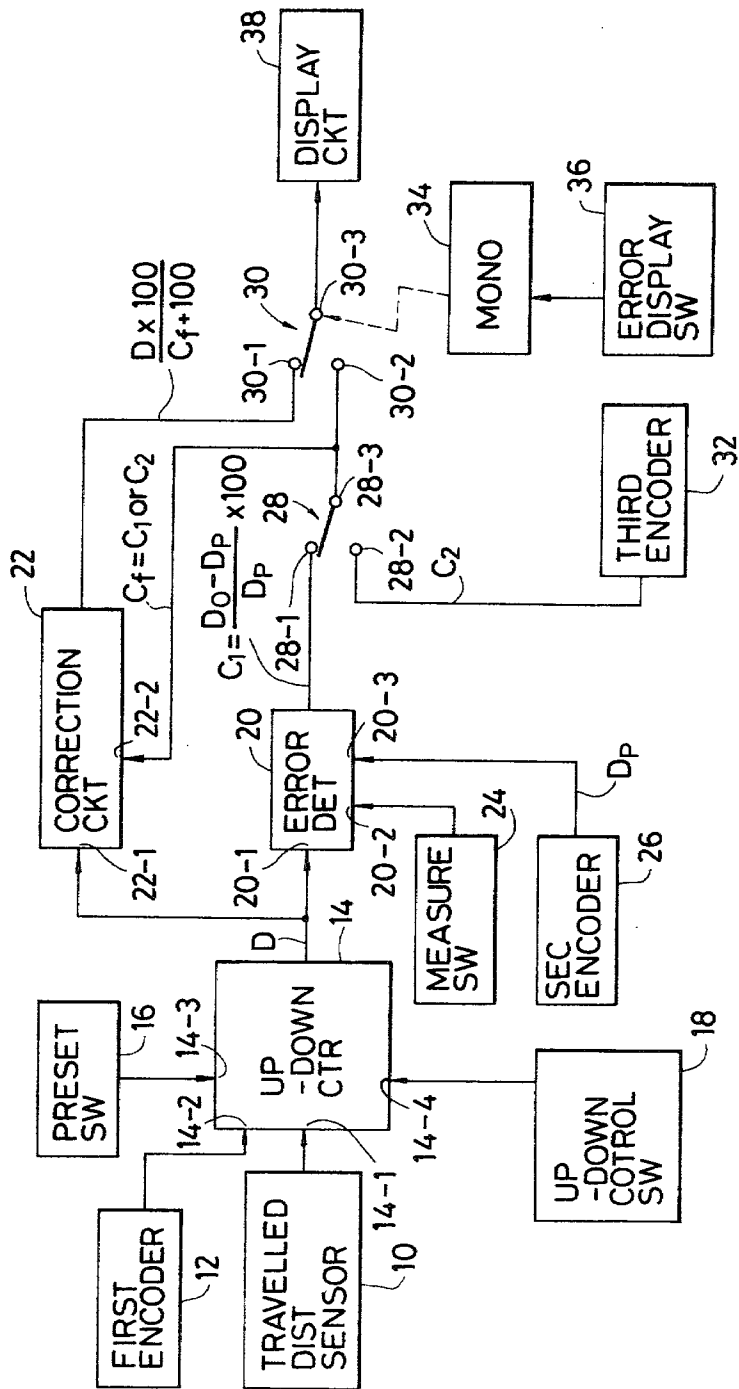 FIRST
ENCODER
12
PRESET
SW
16
TRAVELLED
DIST
SENSOR
10
14-2
14-3
14-1
14-4
UP
-DOWN
CTR
14
D
UP
-DOWN
COTROL
SW
18
CORRECTION
CKT
22
22-1
22-2
20
ERROR
DET
20-1
20-2
20-3
MEASURE
SW
24
SEC ENCODER
26
DP
C1=(DO-DP)/DP x100
Cf=C1 or C2
D x 100/Cf+100
28-1
28
28-3
28-2
C2
THIRD ENCODER
32
30-1
30
30-3
30-2
MONO
34
ERROR
DISPLAY
SW
36
DISPLAY
CKT
38